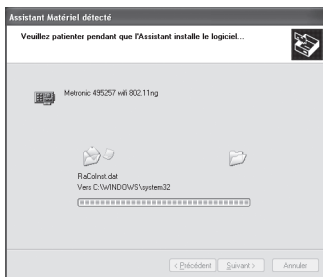 Assistant Matériel détecté
Veuillez patienter pendant que l'Assistant installe le logiciel...
Metronic 495257 wifi 802.11ng
RaCoInst.dat
Vers C:\WINDOWS\system32
< Précédent
Suivant >
Annuler